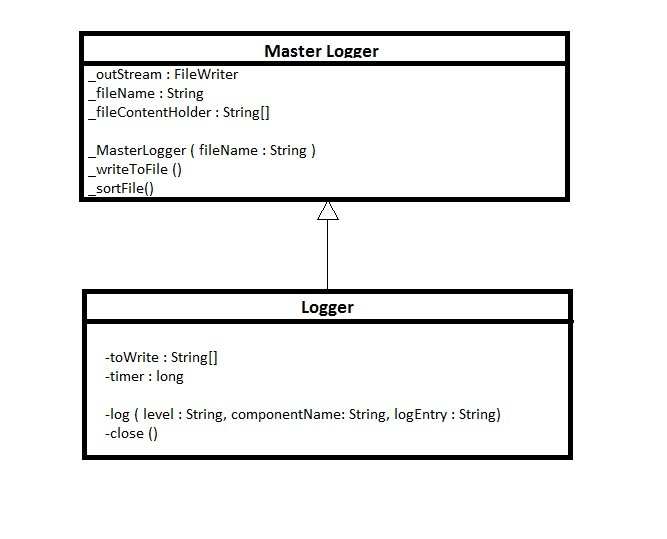 Master Logger
_outStream : FileWriter
_fileName : String
_fileContentHolder : String[]
_MasterLogger ( fileName : String )
_writeToFile ()
_sortFile()
Logger
-toWrite : String[]
-timer : long
-log ( level : String, componentName: String, logEntry : String)
-close ()